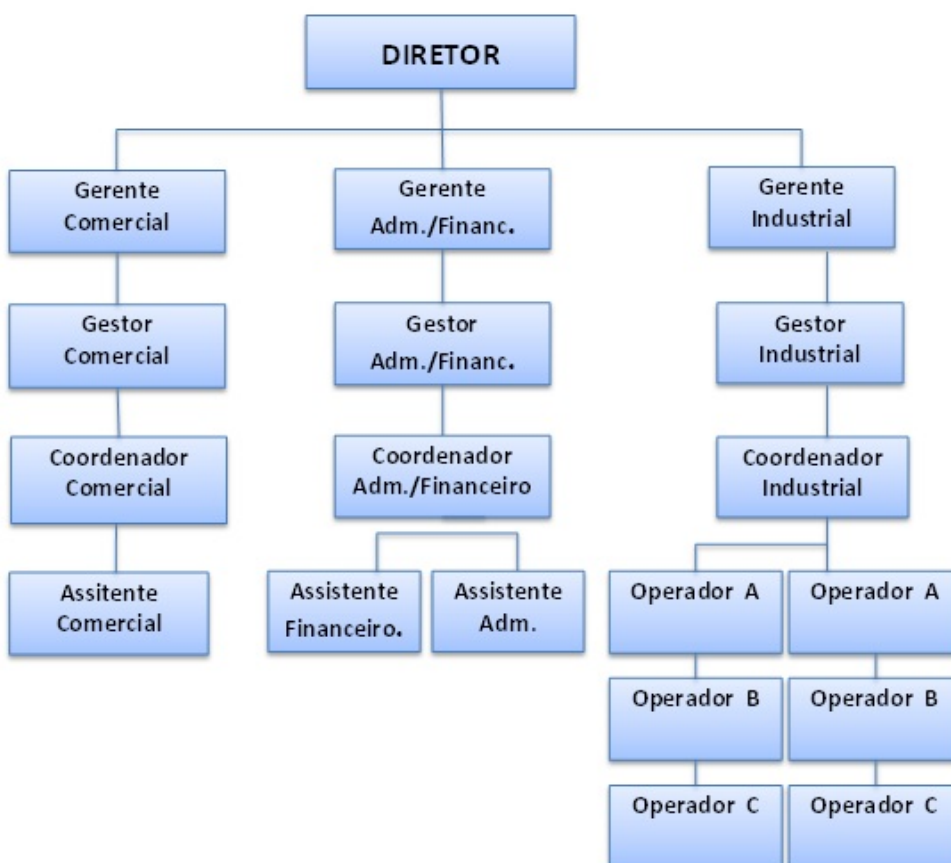 DIRETOR
Gerente
Comercial
Gerente
Adm./Financ.
Gerente
Industrial
Gestor
Comercial
Gestor
Adm./Financ.
Gestor
Industrial
Coordenador
Comercial
Coordenador
Adm./Financeiro
Coordenador
Industrial
Assitente
Comercial
Assistente
Financeiro.
Assistente
Adm.
Operador A
Operador A
Operador B
Operador B
Operador C
Operador C